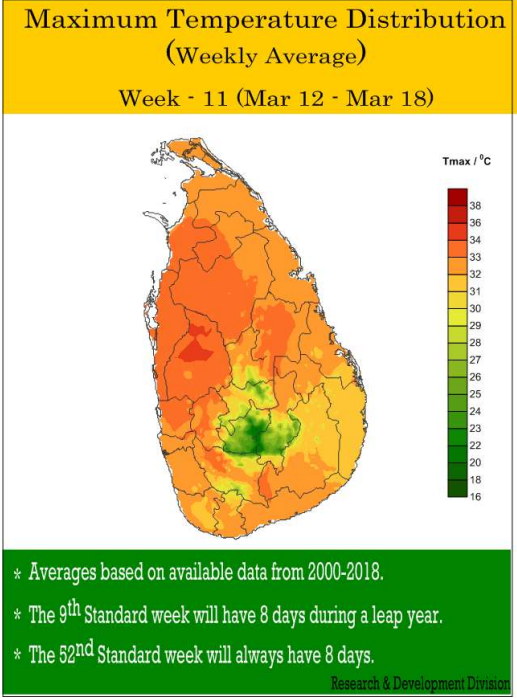 Maximum Temperature Distribution
(Weekly Average)
Week - 11 (Mar 12 - Mar 18)
Tmax / ⁰C
38
36
34
33
32
31
30
29
28
27
26
25
24
23
22
20
18
16
* Averages based on available data from 2000-2018.
* The 9th Standard week will have 8 days during a leap year.
* The 52nd Standard week will always have 8 days.
Research & Development Division